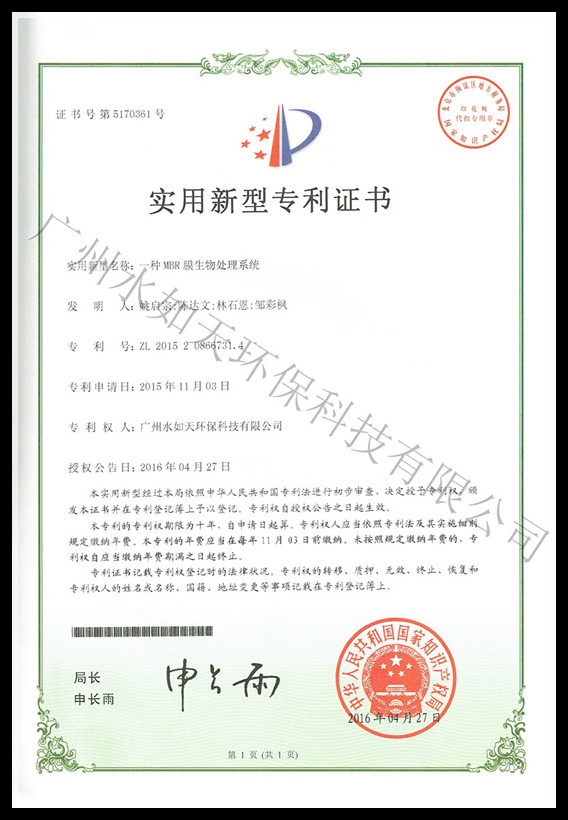 证书号第5170361号
印花税
代扣专用章
实用新型专利证书
实用新型名称：一种MBR膜生物处理系统
发明人：姚启宗;陈达文;林石恩;邹彩枫
专利号：ZL 2015 2 0866731.4
专利申请日：2015年11月03日
专利权人：广州水如天环保科技有限公司
授权公告日：2016年04月27日
本实用新型经过本局依照中华人民共和国专利法进行初步审查，决定授予专利权，颁
发本证书并在专利登记簿上予以登记。专利权自授权公告之日起生效。
本专利的专利权期限为十年，自申请日起算。专利权人应当依照专利法及其实施细则
规定缴纳年费。本专利的年费应当在每年11月03日前缴纳。未按照规定缴纳年费的，专
利权自应当缴纳年费期满之日起终止。
专利证书记载专利权登记时的法律状况。专利权的转移、质押、无效、终止、恢复和
专利权人的姓名或名称、国籍、地址变更等事项记载在专利登记簿上。
局长
申长雨
申长雨
中华人民共和国国家知识产权局
2016年04月27日
第1页(共1页)
广州水如天环保科技有限公司